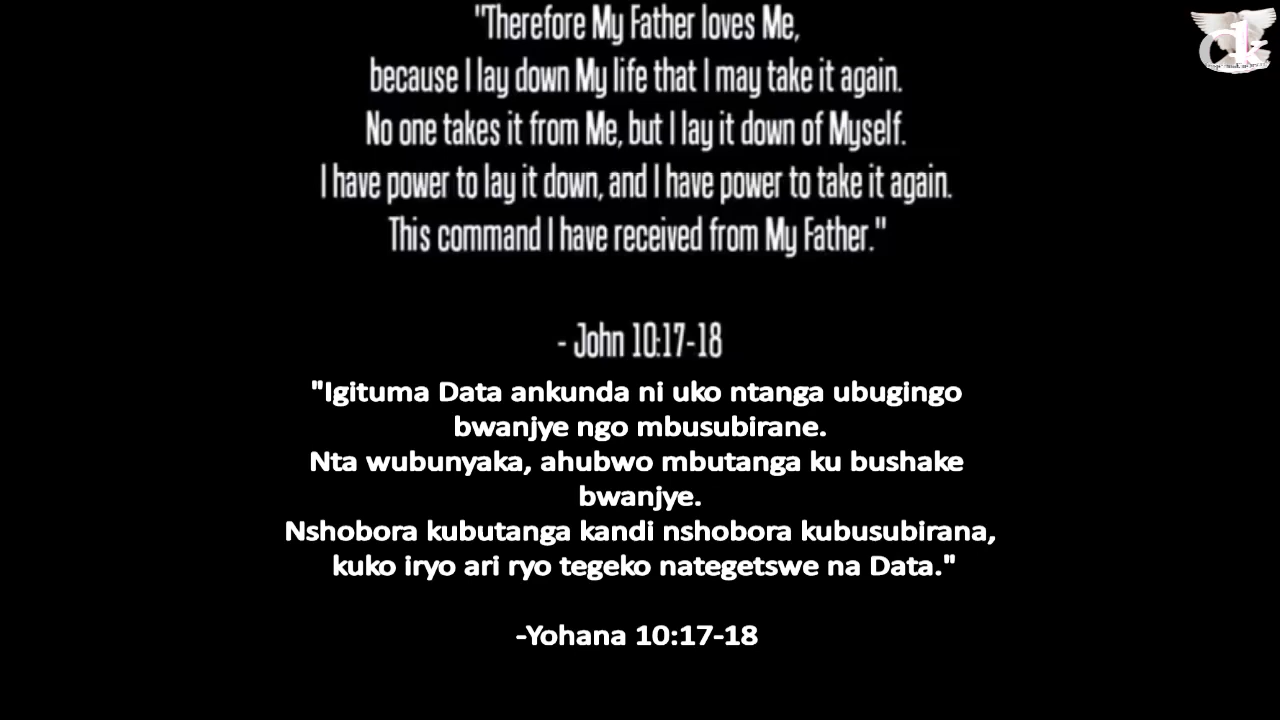 "Therefore My Father loves Me,
because I lay down My life that I may take it again.
No one takes it from Me, but I lay it down of Myself.
I have power to lay it down, and I have power to take it again.
This command I have received from My Father."
- John 10:17-18
"Igituma Data ankunda ni uko ntanga ubugingo
bwanjye ngo mbusubirane.
Nta wubunyaka, ahubwo mbutanga ku bushake
bwanjye.
Nshobora kubutanga kandi nshobora kubusubirana,
kuko iryo ari ryo tegeko nategetswe na Data."
-Yohana 10:17-18